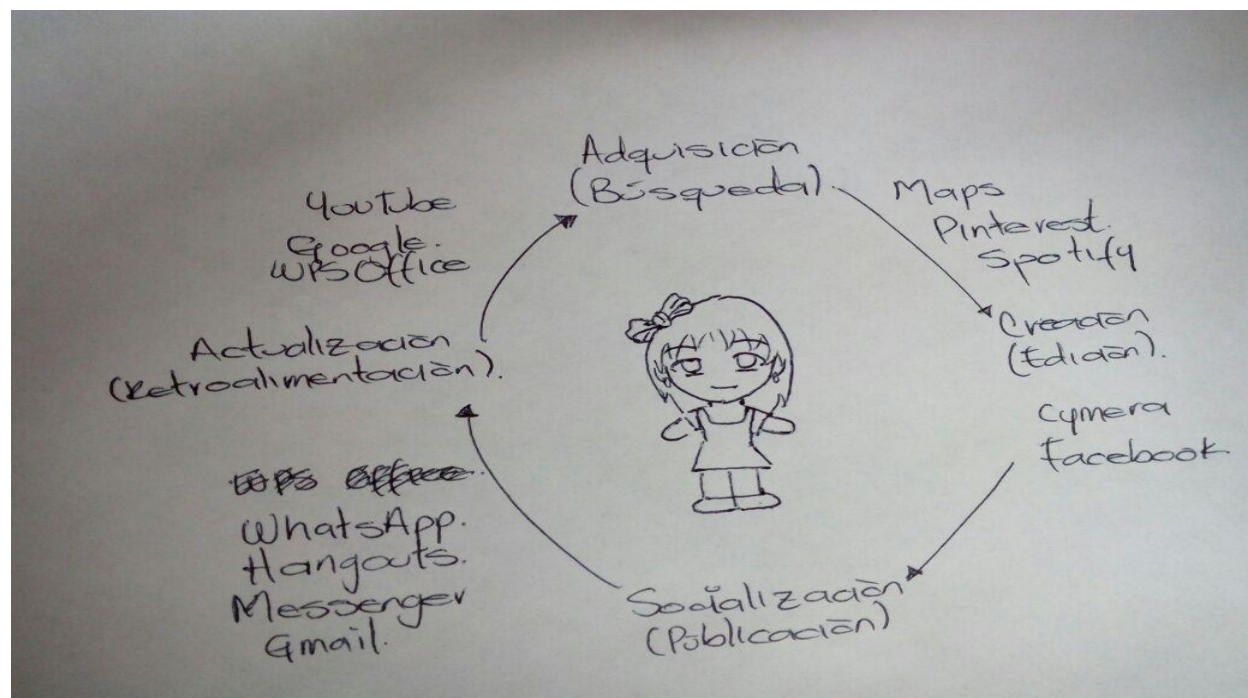 Adquisición
(Búsqueda).
Maps
Pinterest.
Spotify
Creación
(Edición).
Cymera
Facebook
Socialización
(Públicación)
WhatsApp.
Hangouts.
Messenger
Gmail.
Actualización
(Retroalimentación).
YouTube
Google.
WPS Office